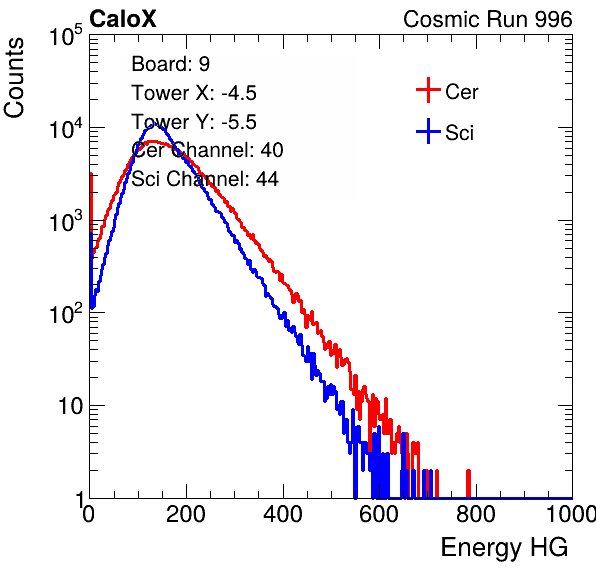 CaloX Cosmic Run 996
Counts
Board: 9
Tower X: -4.5
Tower Y: -5.5
Cer Channel: 40
Sci Channel: 44
Cer
Sci
10^5
10^4
10^3
10^2
10
1
0 200 400 600 800 1000
Energy HG